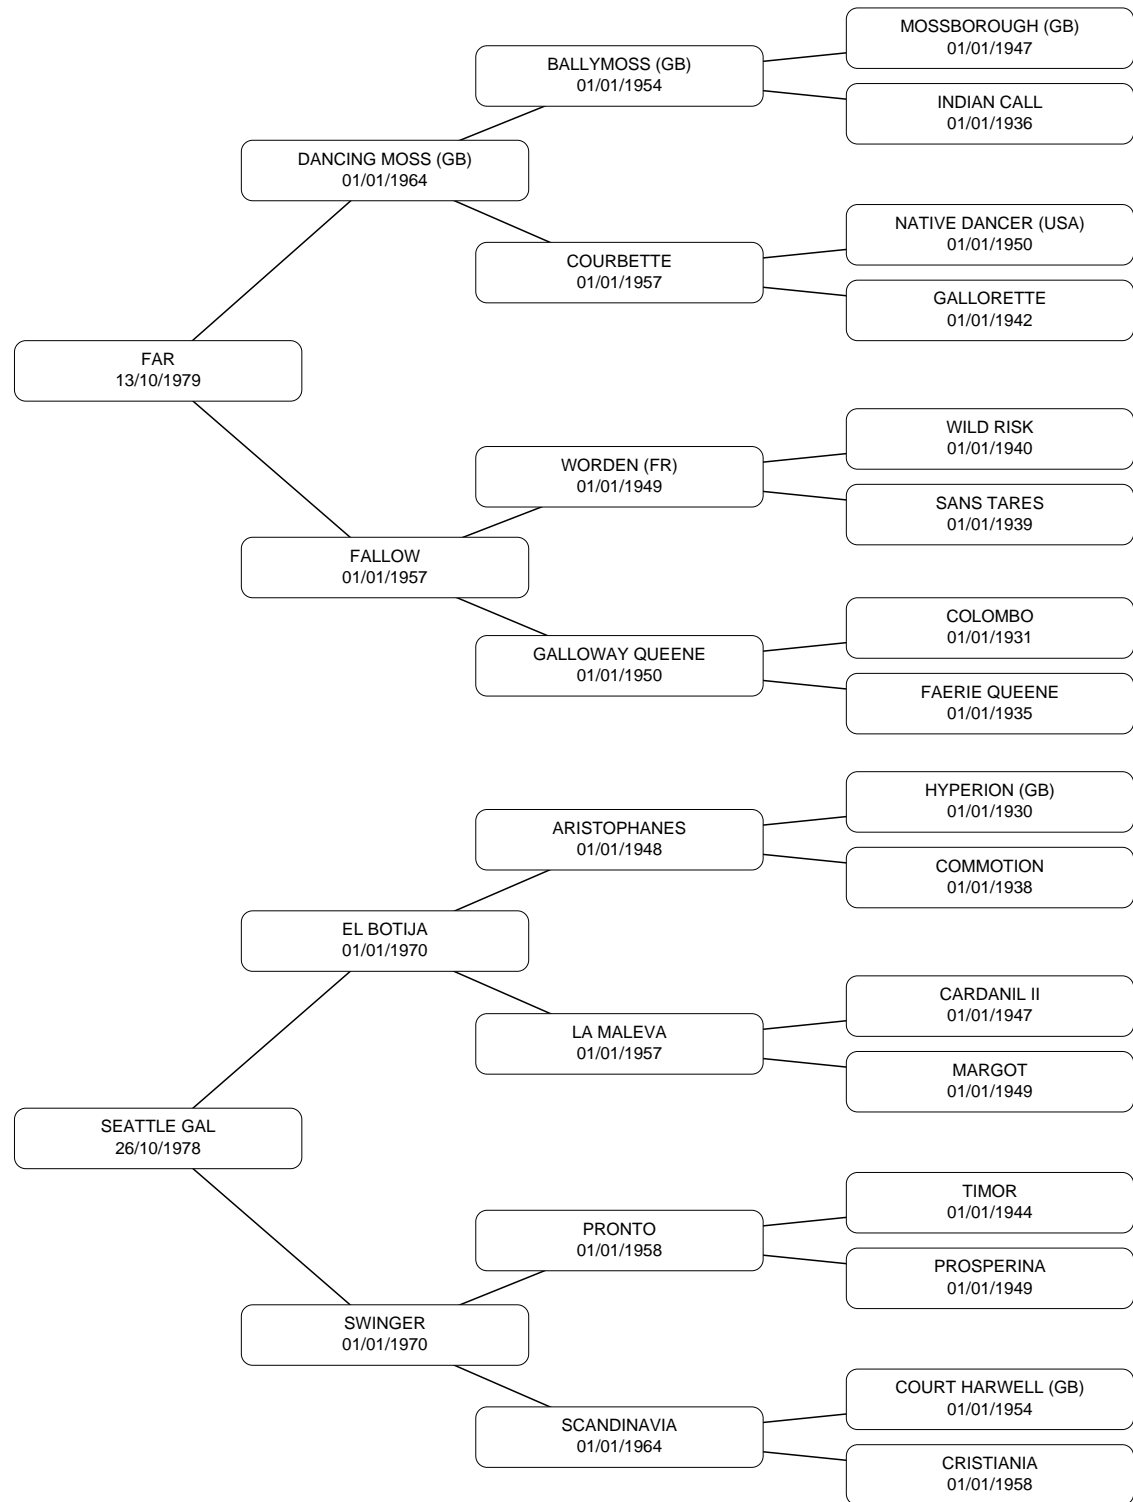 MOSSBOROUGH (GB)
01/01/1947
BALLYMOSS (GB)
01/01/1954
INDIAN CALL
01/01/1936
DANCING MOSS (GB)
01/01/1964
NATIVE DANCER (USA)
01/01/1950
COURBETTE
01/01/1957
GALLORETTE
01/01/1942
FAR
13/10/1979
WILD RISK
01/01/1940
WORDEN (FR)
01/01/1949
SANS TARES
01/01/1939
FALLOW
01/01/1957
COLOMBO
01/01/1931
GALLOWAY QUEENE
01/01/1950
FAERIE QUEENE
01/01/1935
HYPERION (GB)
01/01/1930
ARISTOPHANES
01/01/1948
COMMOTION
01/01/1938
EL BOTIJA
01/01/1970
CARDANIL II
01/01/1947
LA MALEVA
01/01/1957
MARGOT
01/01/1949
SEATTLE GAL
26/10/1978
TIMOR
01/01/1944
PRONTO
01/01/1958
PROSPERINA
01/01/1949
SWINGER
01/01/1970
COURT HARWELL (GB)
01/01/1954
SCANDINAVIA
01/01/1964
CRISTIANIA
01/01/1958